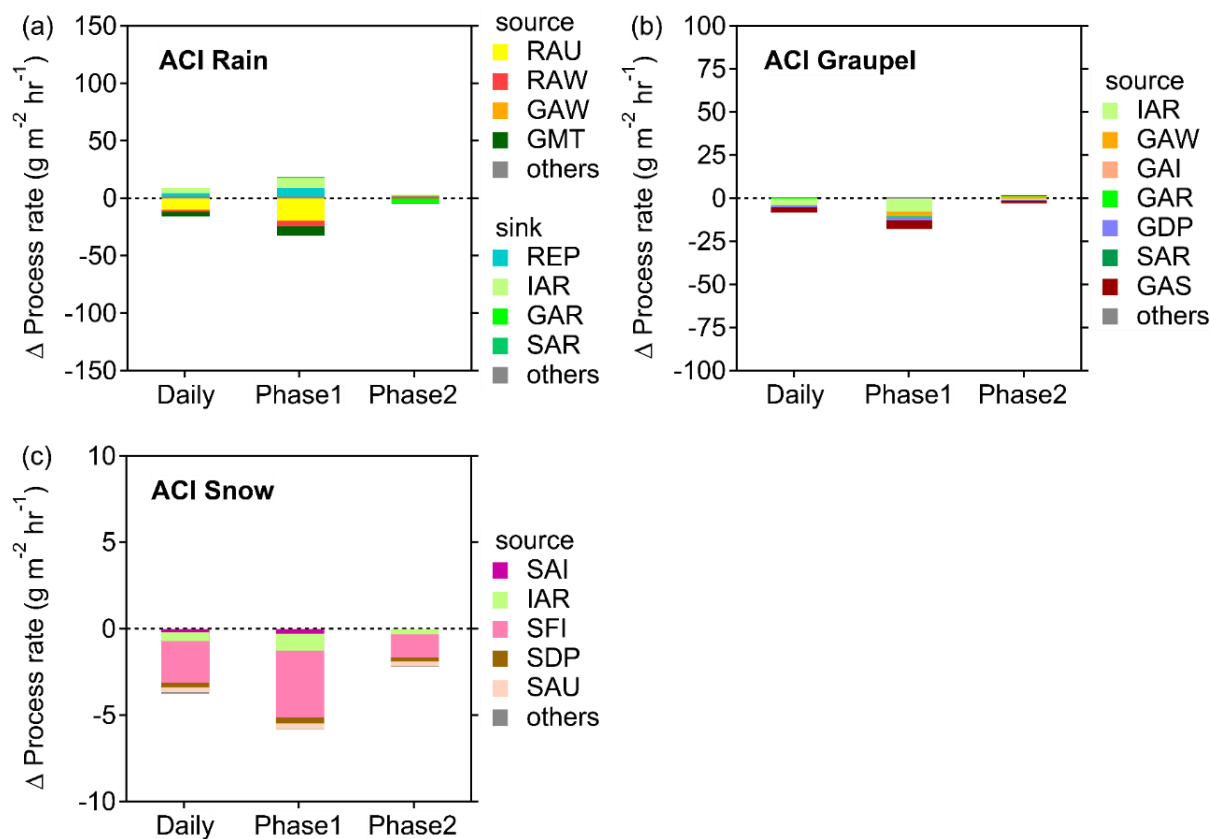 (a)
ACI Rain
Δ Process rate (g m⁻² hr⁻¹)
150
100
50
0
-50
-100
-150
Daily Phase1 Phase2
source
RAU
RAW
GAW
GMT
others
sink
REP
IAR
GAR
SAR
others
(b)
ACI Graupel
Δ Process rate (g m⁻² hr⁻¹)
100
75
50
25
0
-25
-50
-75
-100
Daily Phase1 Phase2
source
IAR
GAW
GAI
GAR
GDP
SAR
GAS
others
(c)
ACI Snow
Δ Process rate (g m⁻² hr⁻¹)
10
5
0
-5
-10
Daily Phase1 Phase2
source
SAI
IAR
SFI
SDP
SAU
others